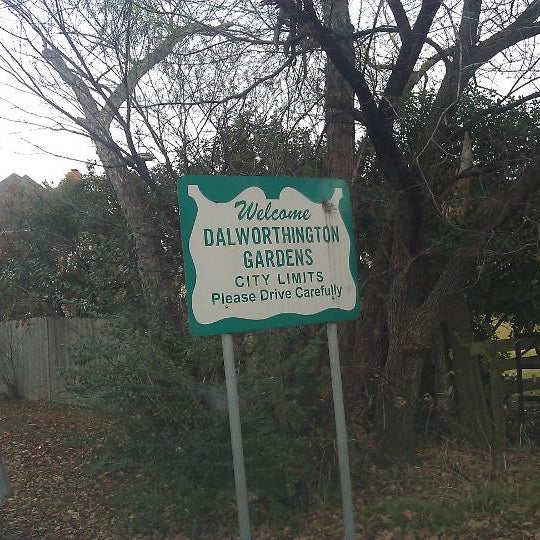 Welcome
DALWORTHINGTON
GARDENS
CITY LIMITS
Please Drive Carefully